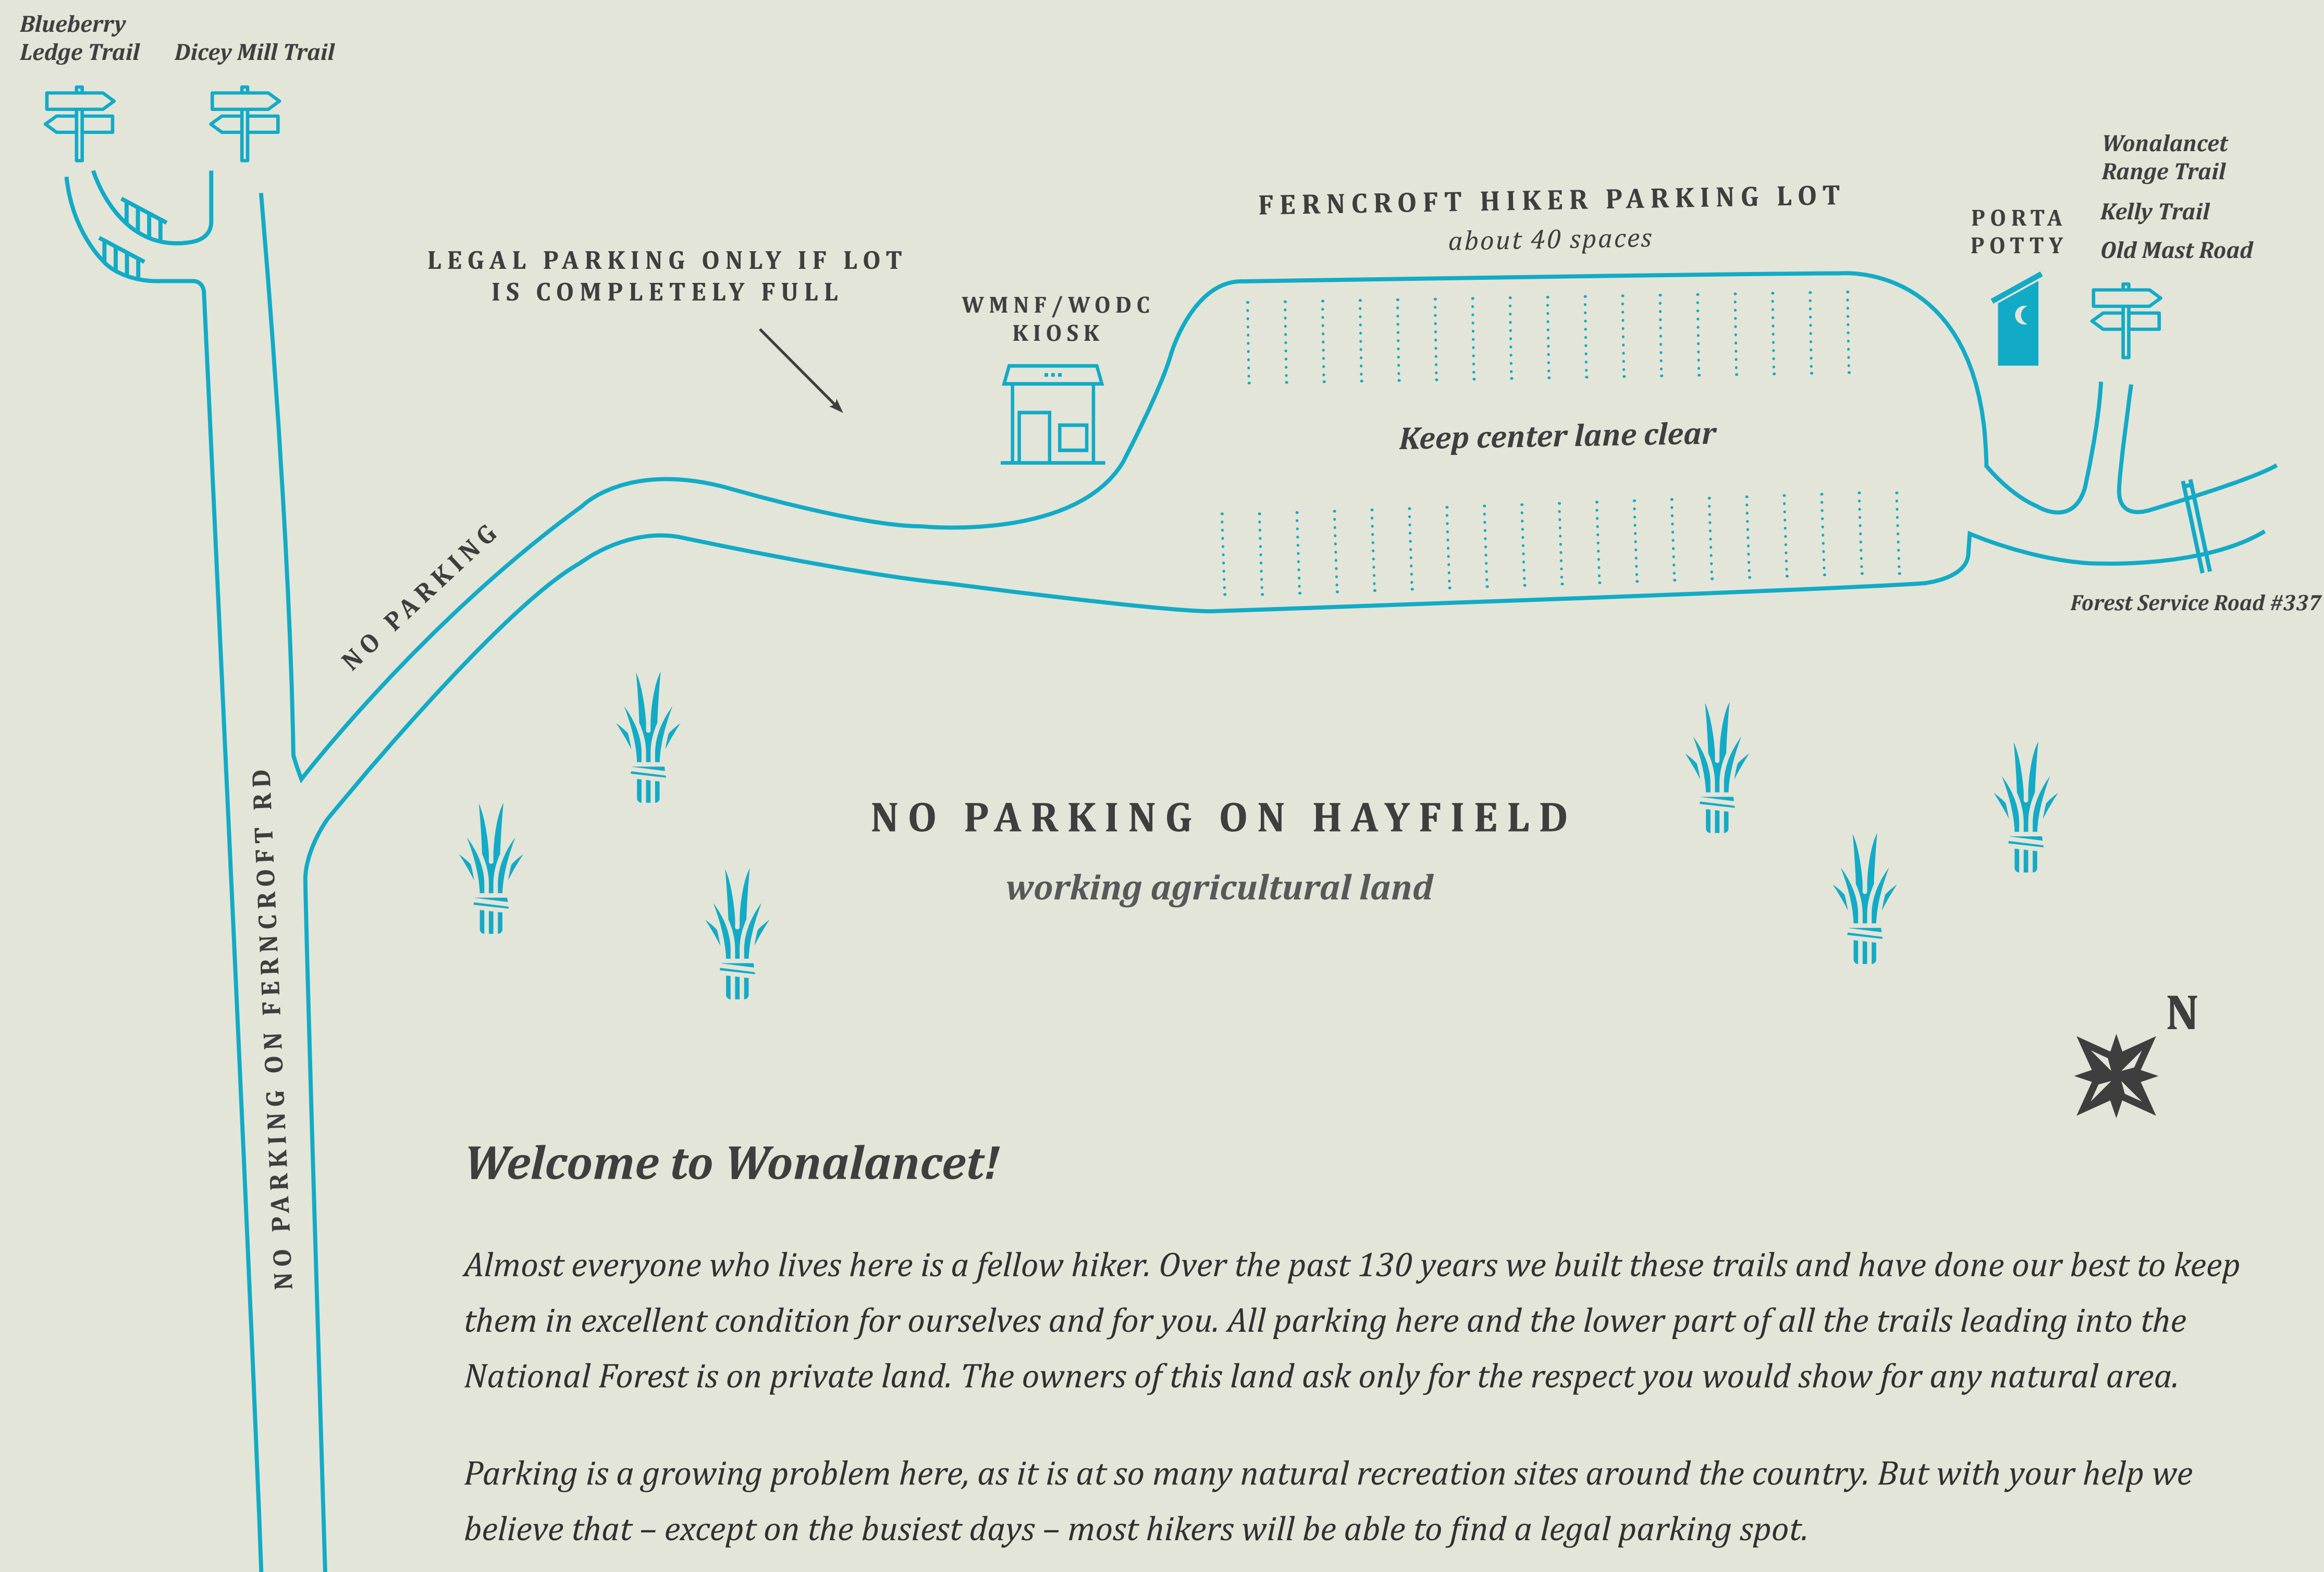 Blueberry
Ledge Trail
Dicey Mill Trail
LEGAL PARKING ONLY IF LOT
IS COMPLETELY FULL
WMNF/WODC
KIOSK
FERNCROFT HIKER PARKING LOT
about 40 spaces
Keep center lane clear
PORTA
POTTY
Wonalancet
Range Trail
Kelly Trail
Old Mast Road
Forest Service Road #337
NO PARKING
NO PARKING ON FERNCROFT RD
NO PARKING ON HAYFIELD
working agricultural land
N
Welcome to Wonalancet!
Almost everyone who lives here is a fellow hiker. Over the past 130 years we built these trails and have done our best to keep
them in excellent condition for ourselves and for you. All parking here and the lower part of all the trails leading into the
National Forest is on private land. The owners of this land ask only for the respect you would show for any natural area.
Parking is a growing problem here, as it is at so many natural recreation sites around the country. But with your help we
believe that – except on the busiest days – most hikers will be able to find a legal parking spot.